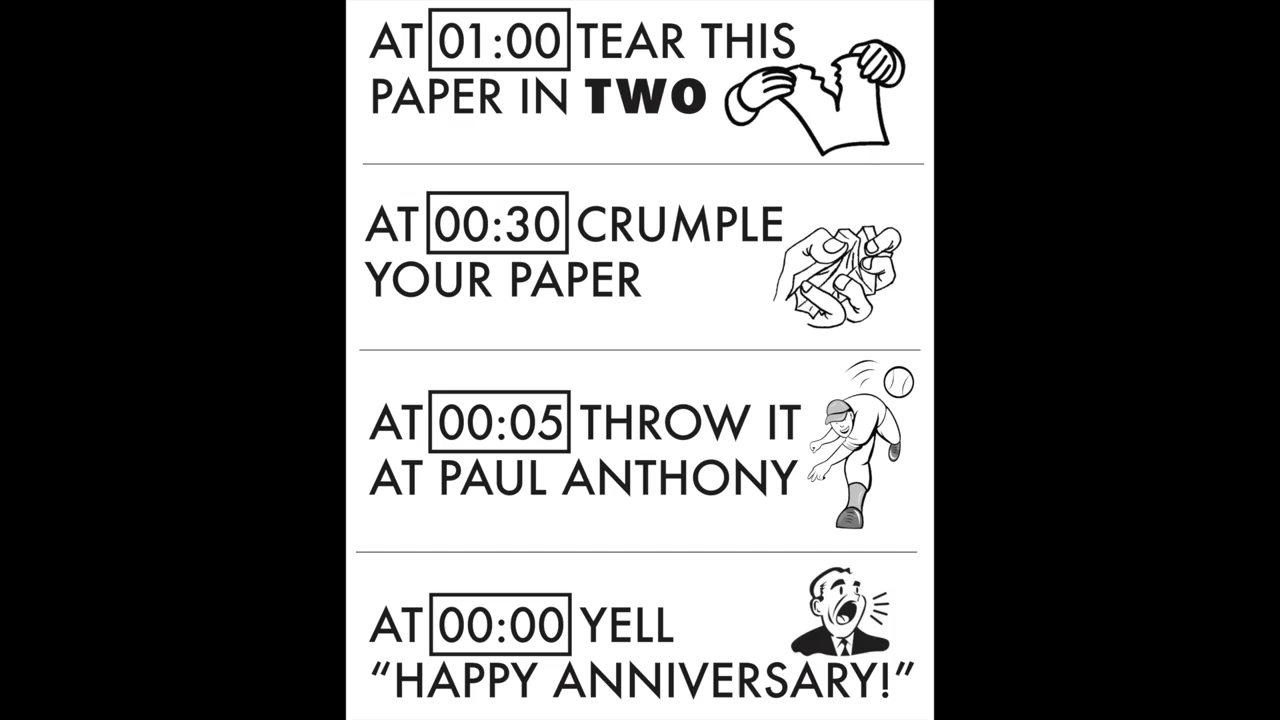 AT 01:00 TEAR THIS
PAPER IN TWO
AT 00:30 CRUMPLE
YOUR PAPER
AT 00:05 THROW IT
AT PAUL ANTHONY
AT 00:00 YELL
“HAPPY ANNIVERSARY!”